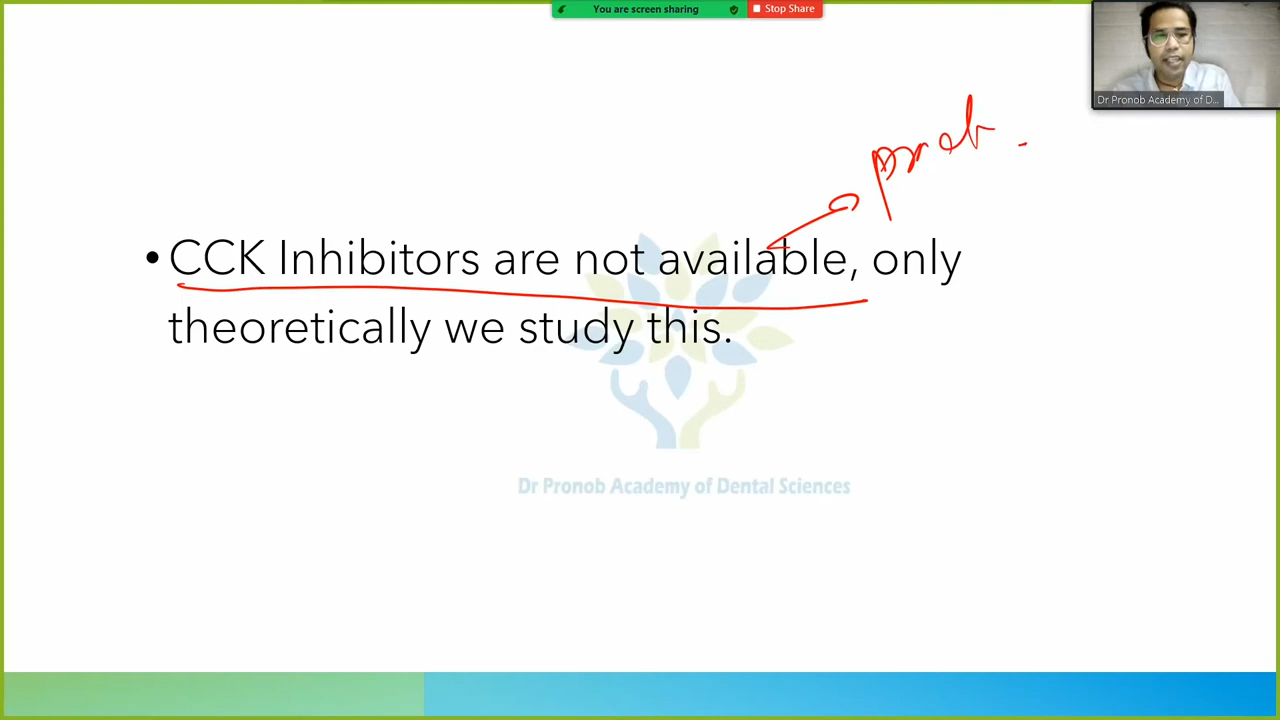 You are screen sharing
Stop Share
Dr Pronob Academy of D...
• CCK Inhibitors are not available, only
theoretically we study this.
Dr Pronob Academy of Dental Sciences